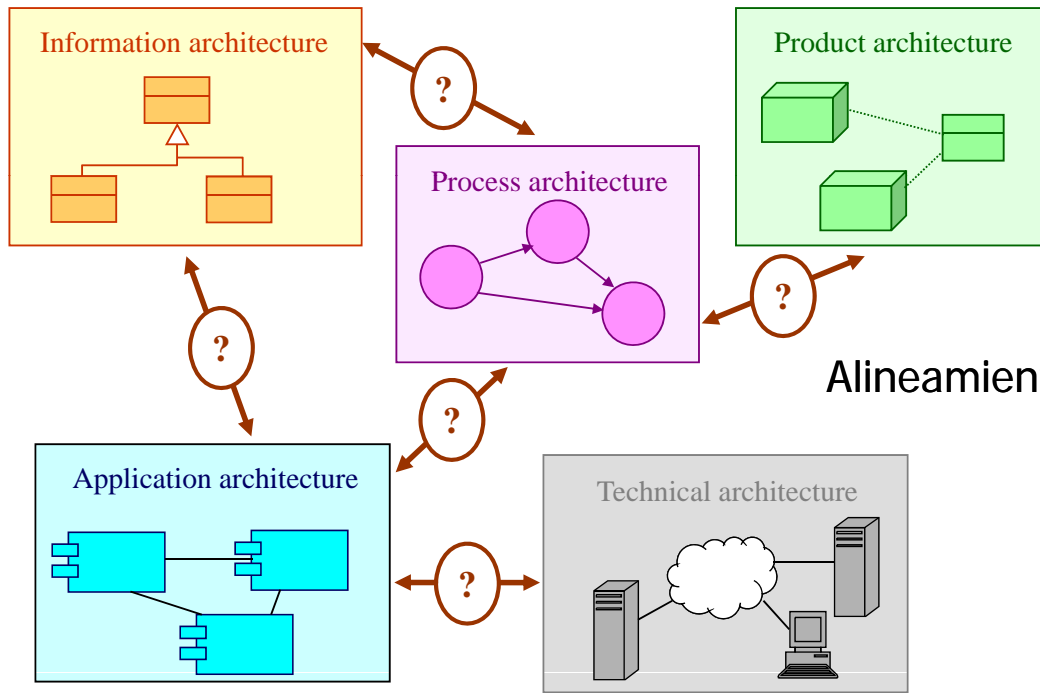 Information architecture
Product architecture
?
Process architecture
?
?
Alineamien
?
Application architecture
Technical architecture
?